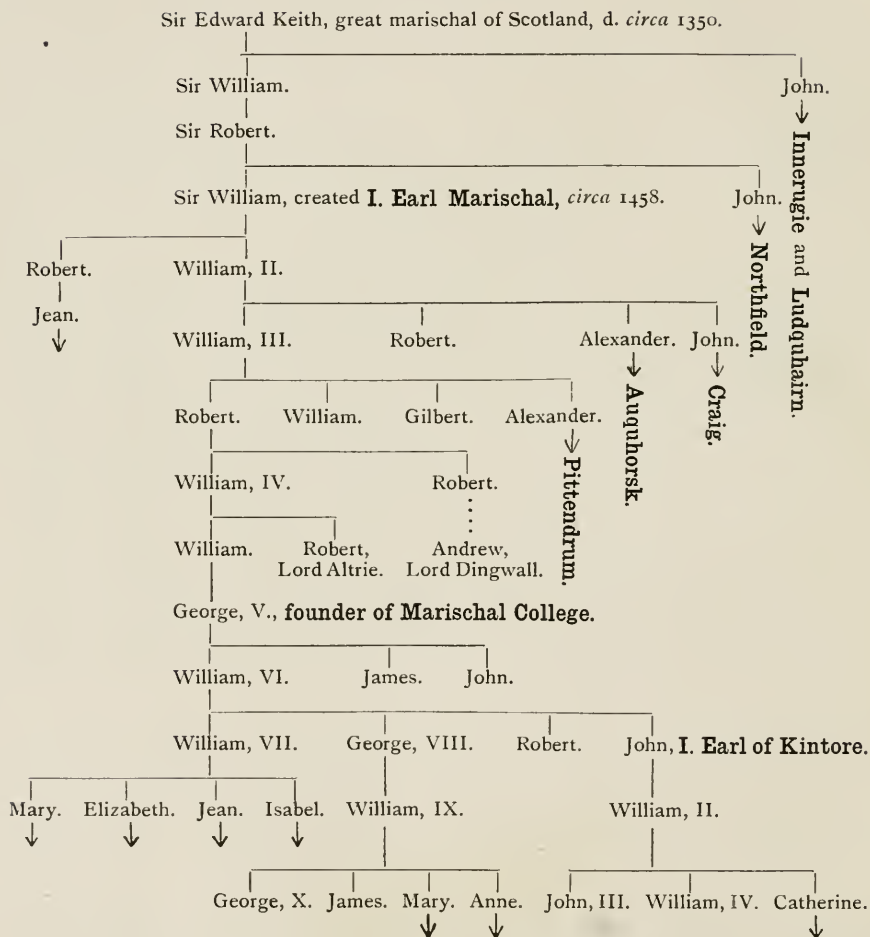 Sir Edward Keith, great marischal of Scotland, d. circa 1350.
Sir William. John.
Sir Robert.
Innerugie and Ludquhairn.
Sir William, created I. Earl Marischal, circa 1458. John.
Northfield.
Robert. William, II.
Jean.
William, III. Robert. Alexander. John.
Auquhorsk.
Craig.
Robert. William. Gilbert. Alexander.
Pittendrum.
William, IV. Robert.
William. Robert, Andrew,
Lord Altrie. Lord Dingwall.
George, V., founder of Marischal College.
William, VI. James. John.
William, VII. George, VIII. Robert. John, I. Earl of Kintore.
Mary. Elizabeth. Jean. Isabel. William, IX. William, II.
George, X. James. Mary. Anne. John, III. William, IV. Catherine.